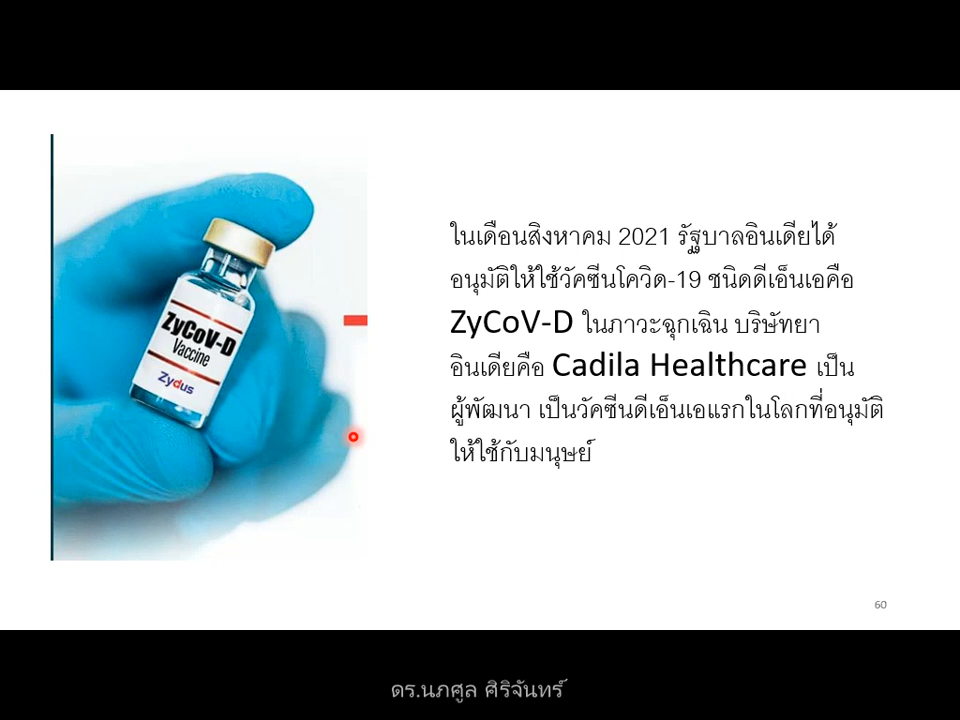 ZyCoV-D
Vaccine
Zydus
ในเดือนสิงหาคม 2021 รัฐบาลอินเดียได้
อนุมัติให้ใช้วัคซีนโควิด-19 ชนิดดีเอ็นเอคือ
ZyCoV-D ในภาวะฉุกเฉิน บริษัทยา
อินเดียคือ Cadila Healthcare เป็น
ผู้พัฒนา เป็นวัคซีนดีเอ็นเอแรกในโลกที่อนุมัติ
ให้ใช้กับมนุษย์
60
ดร.นภศูล ศิริจันทร์